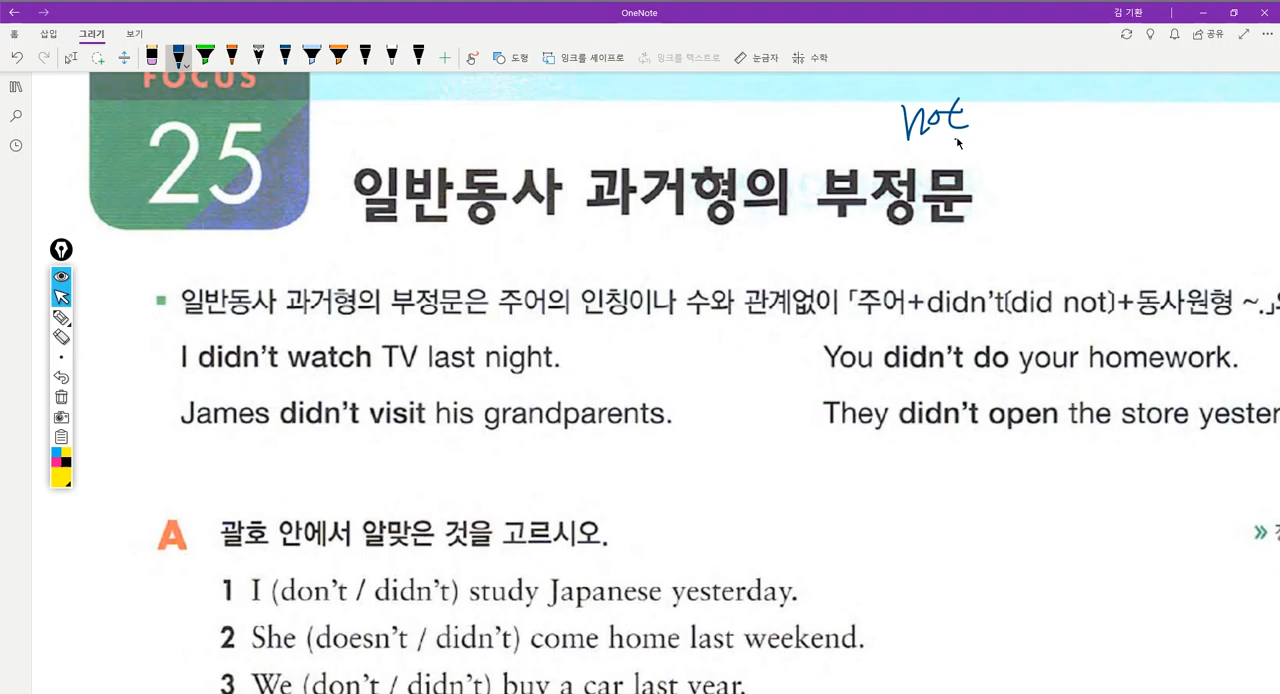 OneNote
김 기환
홈 삽입 그리기 보기
공유
도형 잉크를 셰이프로 잉크를 텍스트로 눈금자 수학
FOCUS
25
not
일반동사 과거형의 부정문
일반동사 과거형의 부정문은 주어의 인칭이나 수와 관계없이 「주어+didn't(did not)+동사원형 ~.」
I didn't watch TV last night. You didn't do your homework.
James didn't visit his grandparents. They didn't open the store yester
A 괄호 안에서 알맞은 것을 고르시오.
1 I (don't / didn't) study Japanese yesterday.
2 She (doesn't / didn't) come home last weekend.
3 We (don't / didn't) buy a car last year.